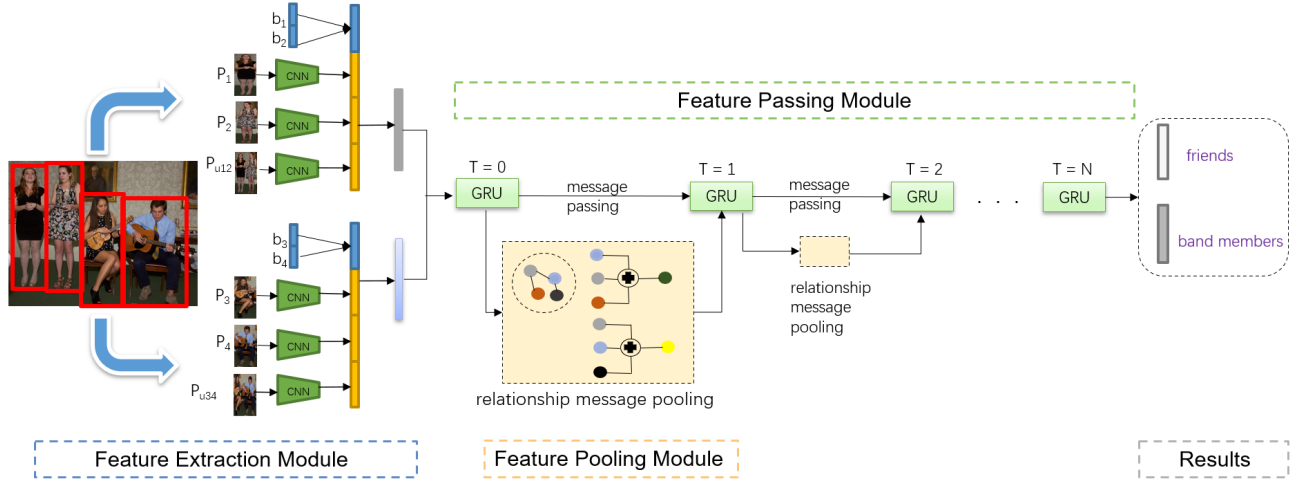 b1
b2
P1
CNN
P2
CNN
Pu12
CNN
b3
b4
P3
CNN
P4
CNN
Pu34
CNN
Feature Extraction Module
Feature Passing Module
T = 0
GRU
message
passing
T = 1
GRU
message
passing
T = 2
GRU
. . .
T = N
GRU
relationship message pooling
relationship
message
pooling
Feature Pooling Module
friends
band members
Results